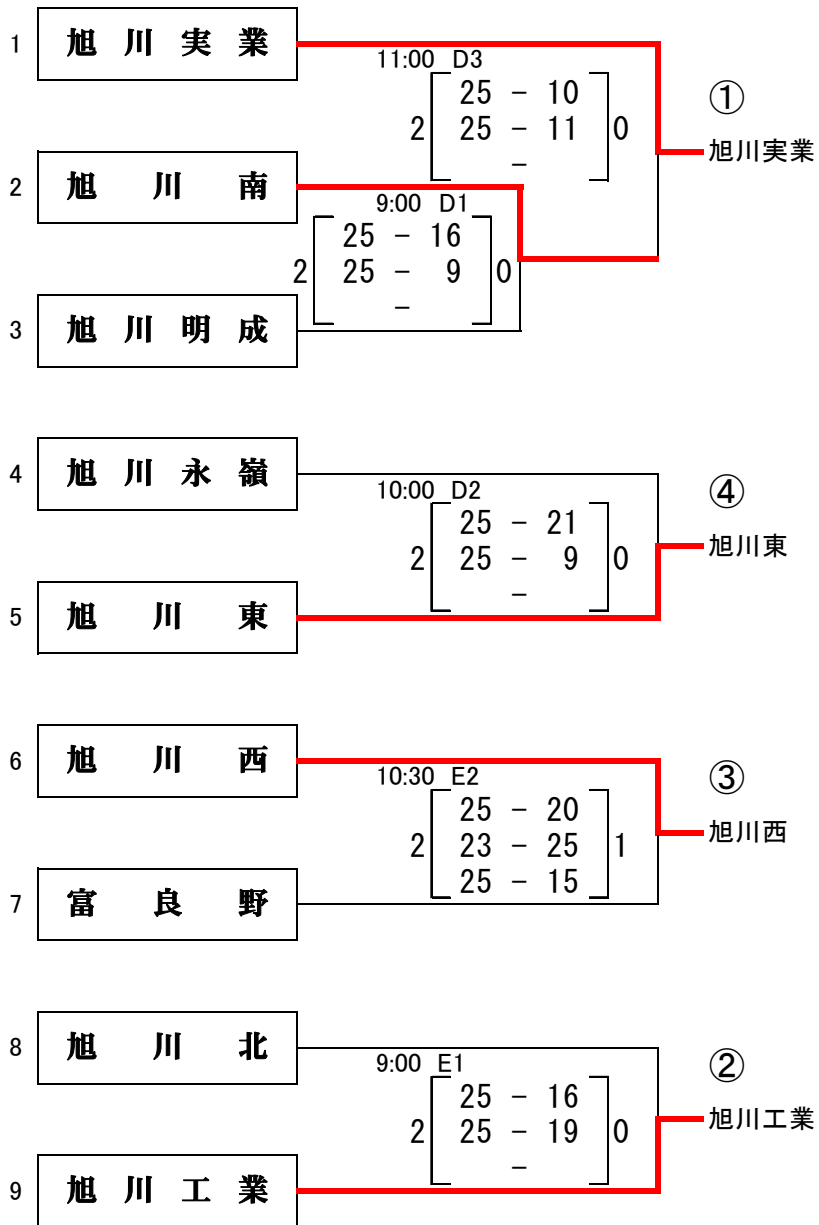 1 旭川実業
11:00 D3
25 - 10
2 25 - 11 0
-
①
旭川実業
2 旭川南
9:00 D1
25 - 16
2 25 - 9 0
-
3 旭川明成
4 旭川永嶺
10:00 D2
25 - 21
2 25 - 9 0
-
④
旭川東
5 旭川東
6 旭川西
10:30 E2
25 - 20
2 23 - 25 1
25 - 15
③
旭川西
7 富良野
8 旭川北
9:00 E1
25 - 16
2 25 - 19 0
-
②
旭川工業
9 旭川工業